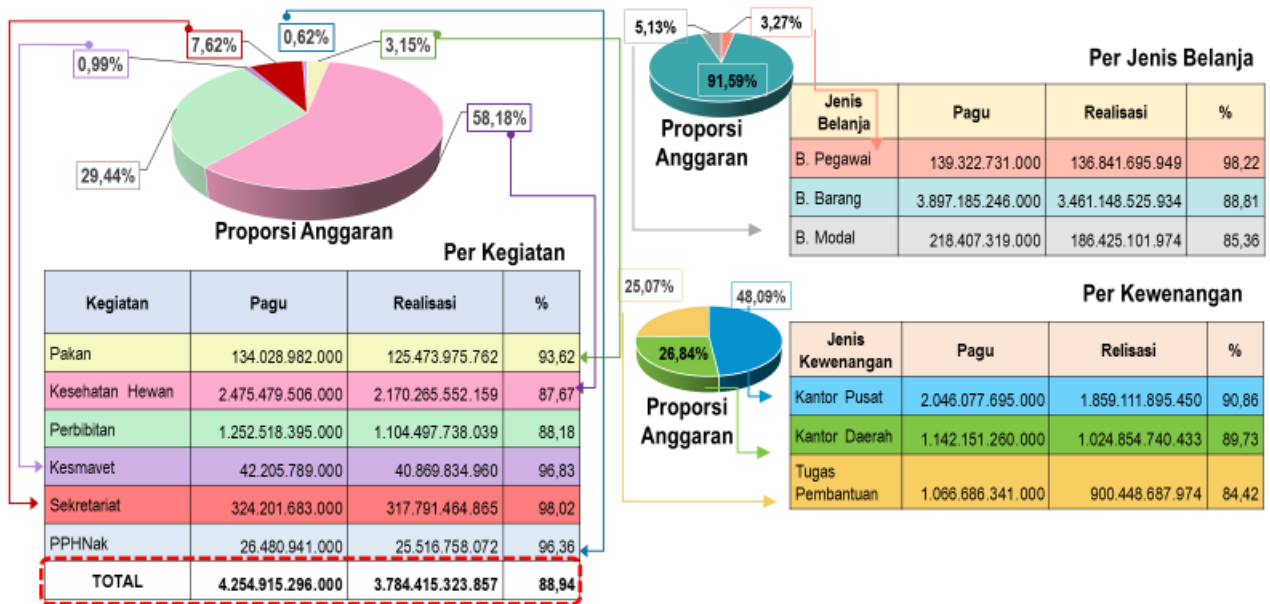 7,62%
0,62%
3,15%
0,99%
58,18%
29,44%
Proporsi Anggaran
Per Kegiatan
Kegiatan Pagu Realisasi %
Pakan 134.028.982.000 125.473.975.762 93,62
Kesehatan Hewan 2.475.479.506.000 2.170.265.552.159 87,67
Perbibitan 1.252.518.395.000 1.104.497.738.039 88,18
Kesmavet 42.205.789.000 40.869.834.960 96,83
Sekretariat 324.201.683.000 317.791.464.865 98,02
PPHNak 26.480.941.000 25.516.758.072 96,36
TOTAL 4.254.915.296.000 3.784.415.323.857 88,94
5,13%
3,27%
91,59%
Proporsi
Anggaran
Per Jenis Belanja
Jenis
Belanja Pagu Realisasi %
B. Pegawai 139.322.731.000 136.841.695.949 98,22
B. Barang 3.897.185.246.000 3.461.148.525.934 88,81
B. Modal 218.407.319.000 186.425.101.974 85,36
25,07%
48,09%
26,84%
Proporsi
Anggaran
Per Kewenangan
Jenis
Kewenangan Pagu Relisasi %
Kantor Pusat 2.046.077.695.000 1.859.111.895.450 90,86
Kantor Daerah 1.142.151.260.000 1.024.854.740.433 89,73
Tugas
Pembantuan 1.066.686.341.000 900.448.687.974 84,42